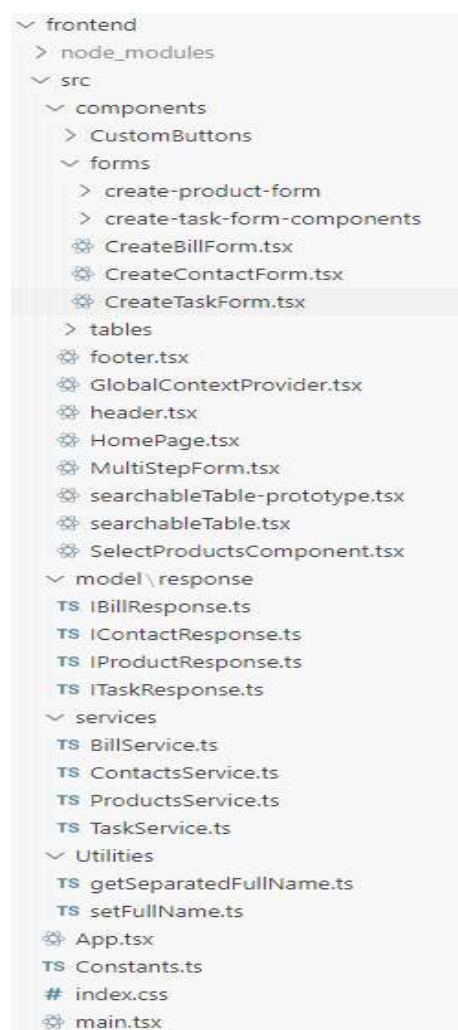 frontend
node_modules
src
components
CustomButtons
forms
create-product-form
create-task-form-components
CreateBillForm.tsx
CreateContactForm.tsx
CreateTaskForm.tsx
tables
footer.tsx
GlobalContextProvider.tsx
header.tsx
HomePage.tsx
MultiStepForm.tsx
searchableTable-prototype.tsx
searchableTable.tsx
SelectProductsComponent.tsx
model \ response
TS IBillResponse.ts
TS IContactResponse.ts
TS IProductResponse.ts
TS ITaskResponse.ts
services
TS BillService.ts
TS ContactsService.ts
TS ProductsService.ts
TS TaskService.ts
Utilities
TS getSeparatedFullName.ts
TS setFullName.ts
App.tsx
TS Constants.ts
# index.css
main.tsx